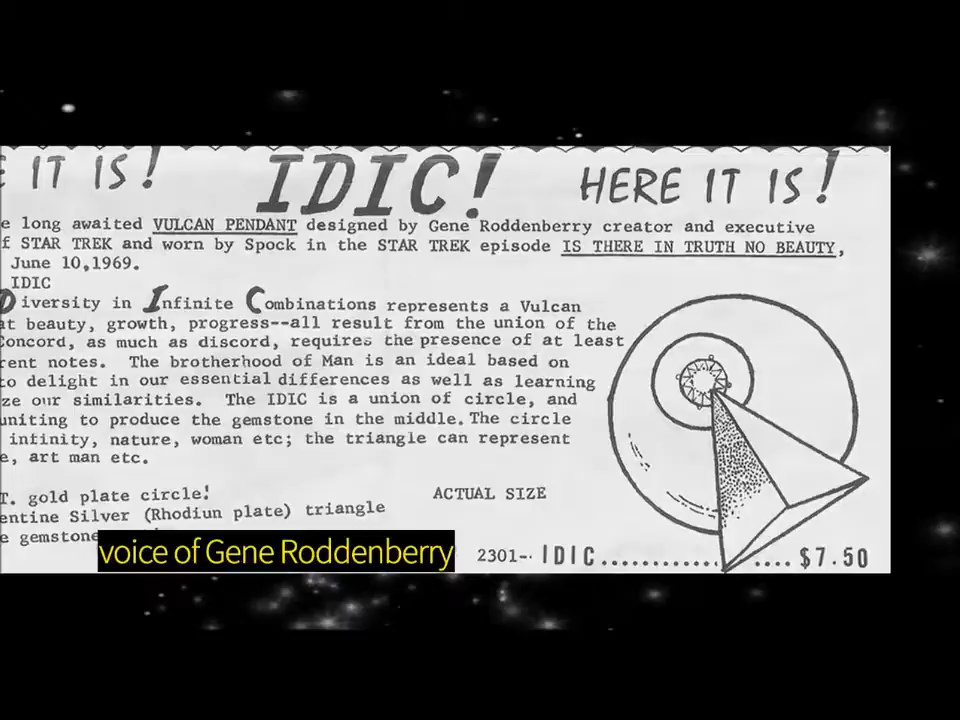 IT IS! IDIC! HERE IT IS!
e long awaited VULCAN PENDANT designed by Gene Roddenberry creator and executive
f STAR TREK and worn by Spock in the STAR TREK episode IS THERE IN TRUTH NO BEAUTY,
June 10,1969.
IDIC
Diversity in Infinite Combinations represents a Vulcan
at beauty, growth, progress--all result from the union of the
Concord, as much as discord, requires the presence of at least
rent notes. The brotherhood of Man is an ideal based on
to delight in our essential differences as well as learning
ze our similarities. The IDIC is a union of circle, and
uniting to produce the gemstone in the middle. The circle
infinity, nature, woman etc; the triangle can represent
e, art man etc.
T. gold plate circle!
ACTUAL SIZE
entine Silver (Rhodiun plate) triangle
e gemstone
voice of Gene Roddenberry
2301-- IDIC................. $7.50